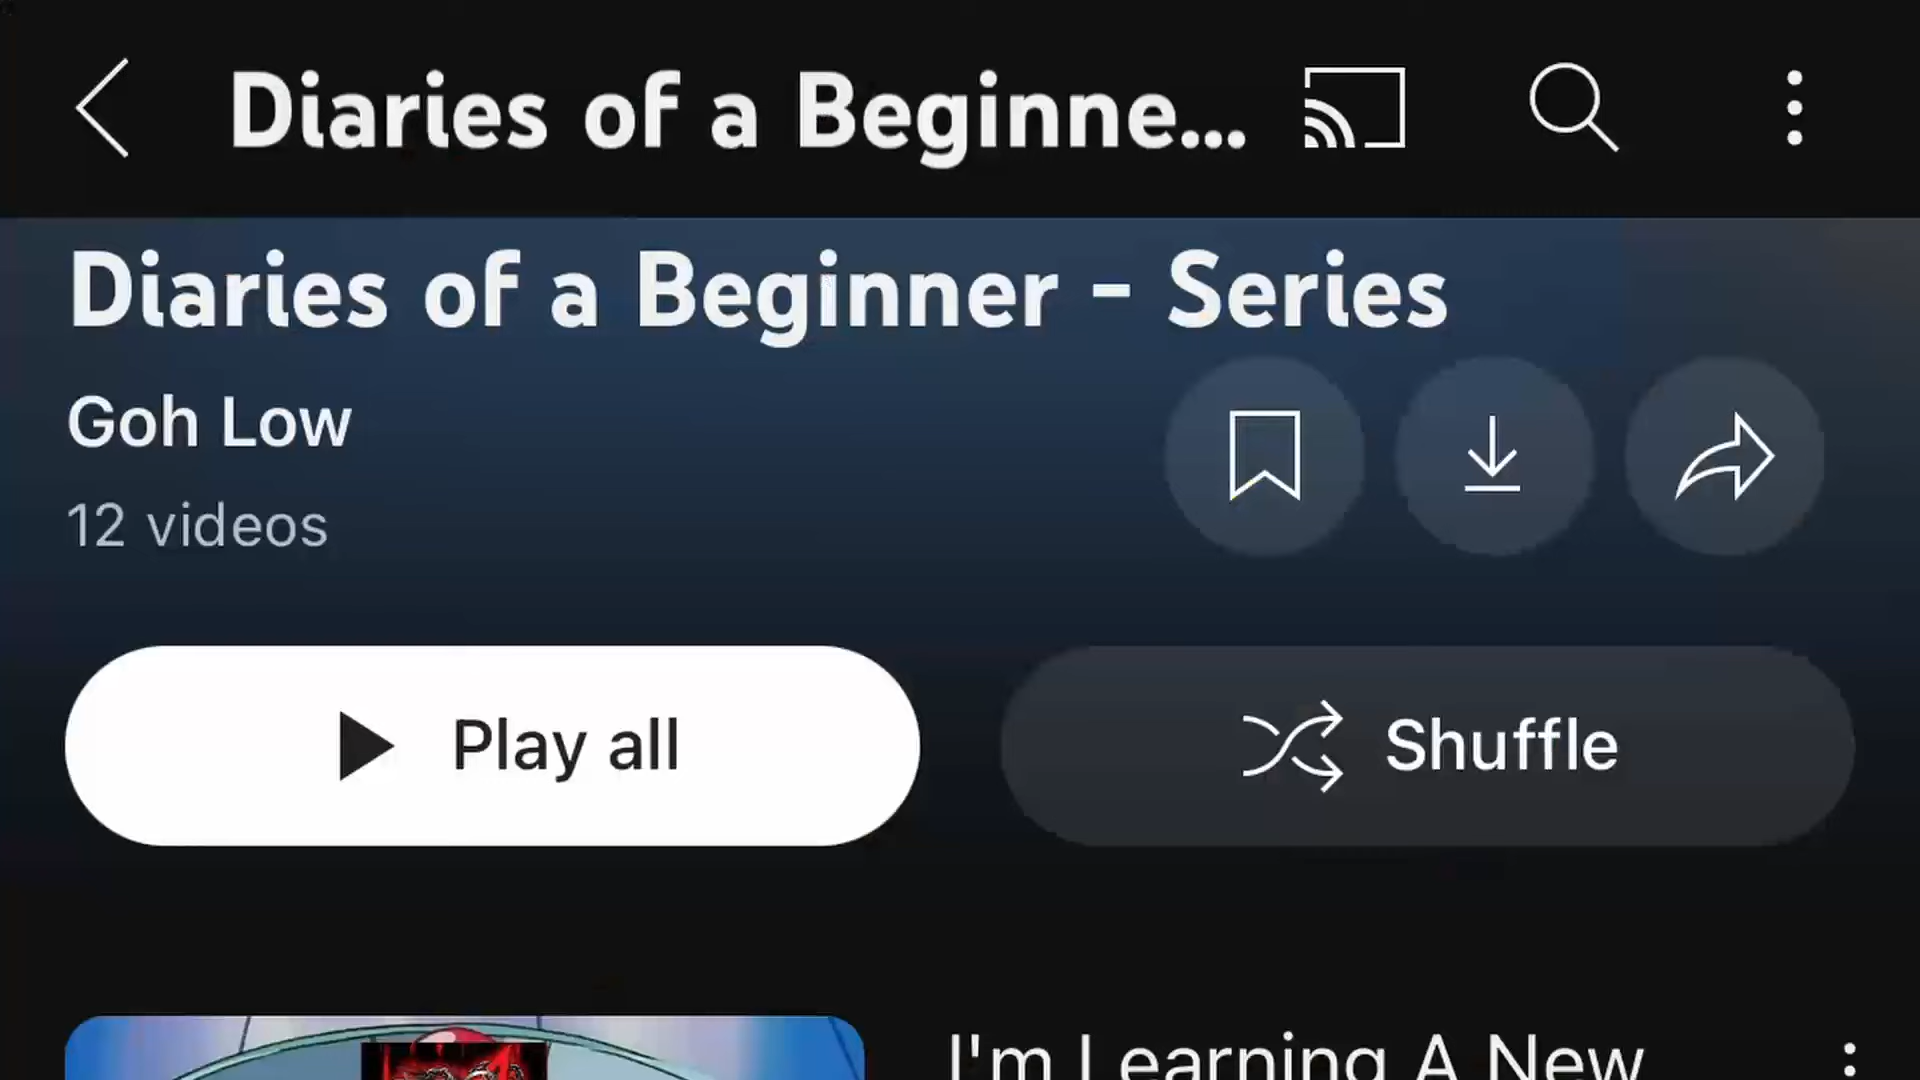 Diaries of a Beginne...
Diaries of a Beginner - Series
Goh Low
12 videos
Play all
Shuffle
I'm Learning A New